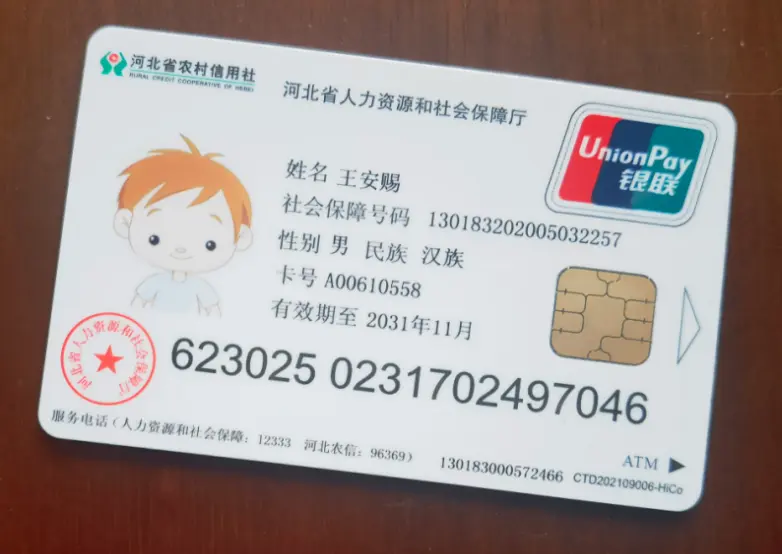 河北省农村信用社
RURAL CREDIT COOPERATIVE OF HEBEI
河北省人力资源和社会保障厅
UnionPay
银联
姓名 王安赐
社会保障号码 130183202005032257
性别 男 民族 汉族
卡号 A00610558
有效期至 2031年11月
河北省人力资源和社会保障厅
623025 0231702497046
服务电话(人力资源和社会保障:12333 河北农信:96369)
130183000572466
ATM
CTD202109006-HiCo